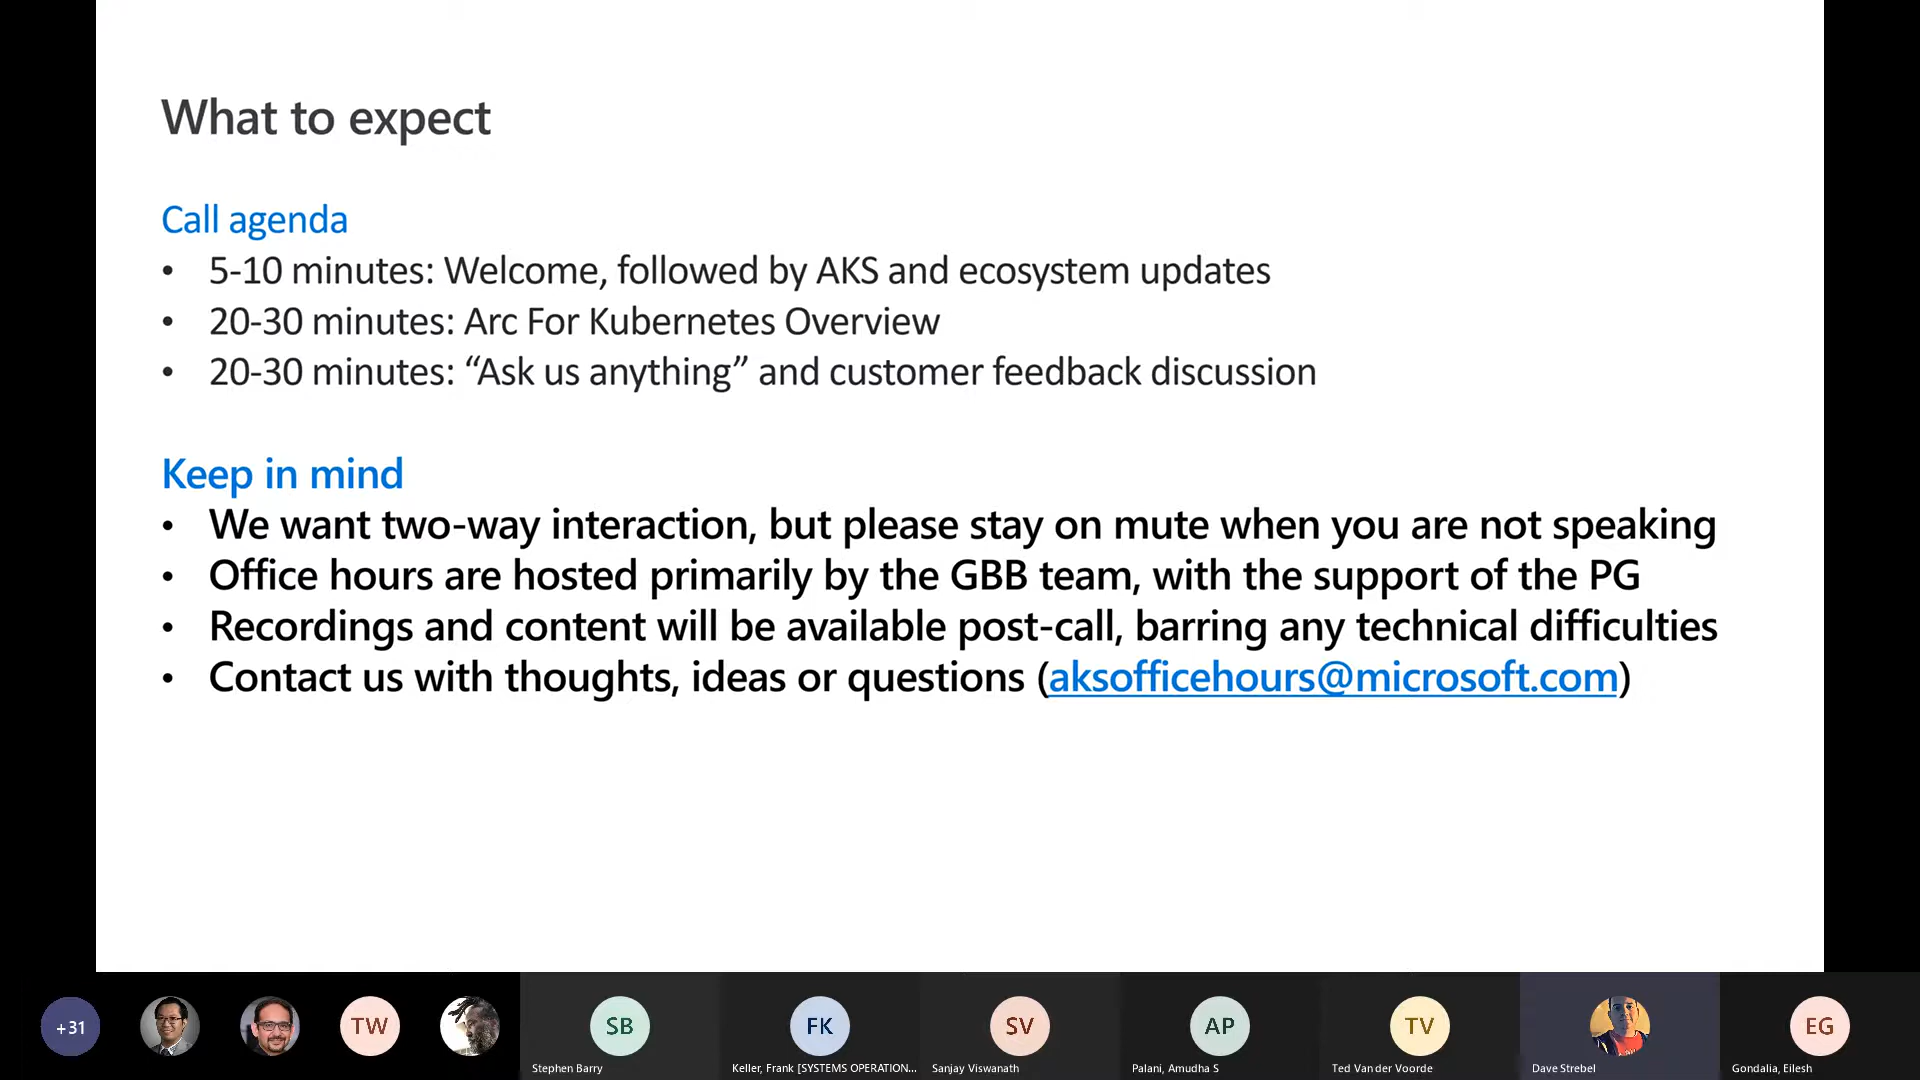 What to expect
Call agenda
• 5-10 minutes: Welcome, followed by AKS and ecosystem updates
• 20-30 minutes: Arc For Kubernetes Overview
• 20-30 minutes: “Ask us anything” and customer feedback discussion
Keep in mind
• We want two-way interaction, but please stay on mute when you are not speaking
• Office hours are hosted primarily by the GBB team, with the support of the PG
• Recordings and content will be available post-call, barring any technical difficulties
• Contact us with thoughts, ideas or questions (aksofficehours@microsoft.com)
+31
TW
SB
FK
SV
AP
TV
EG
Stephen Barry
Keller, Frank [SYSTEMS OPERATION...
Sanjay Viswanath
Palani, Amudha S
Ted Van der Voorde
Dave Strebel
Gondalia, Eilesh